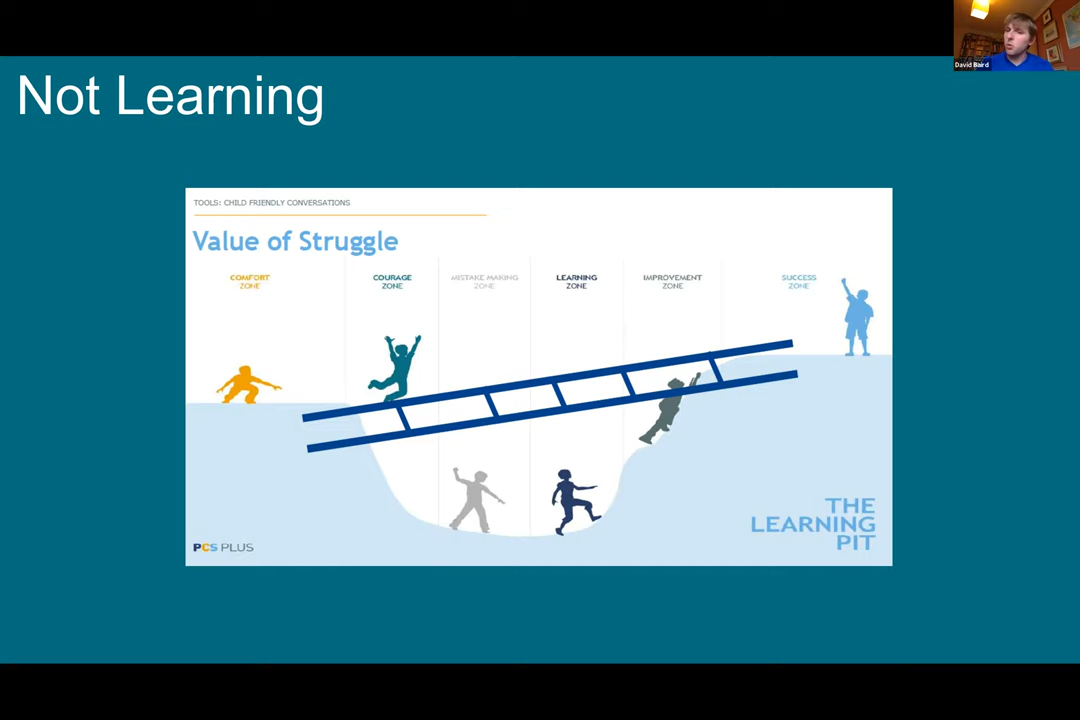 Not Learning
David Baird
TOOLS: CHILD FRIENDLY CONVERSATIONS
Value of Struggle
COMFORT
ZONE
COURAGE
ZONE
MISTAKE MAKING
ZONE
LEARNING
ZONE
IMPROVEMENT
ZONE
SUCCESS
ZONE
THE
LEARNING
PIT
PCS PLUS